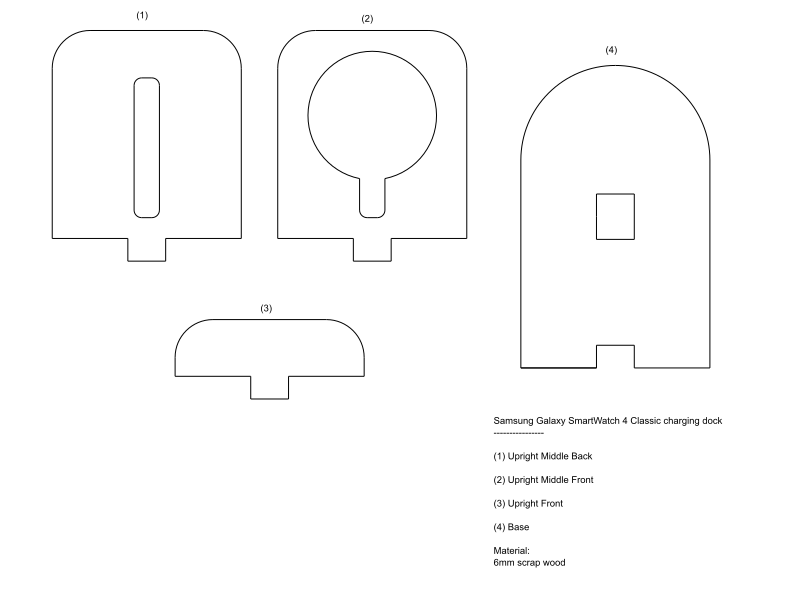 (1)
(2)
(4)
(3)
Samsung Galaxy SmartWatch 4 Classic charging dock
----------------
(1) Upright Middle Back
(2) Upright Middle Front
(3) Upright Front
(4) Base
Material:
6mm scrap wood